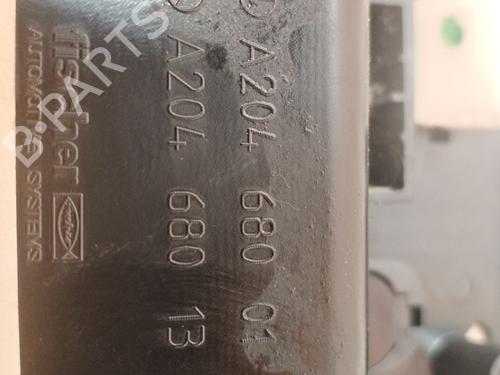 A204 680 01
A204 680 13
fischer
AUTOMOTIVE SYSTEMS
B-PARTS